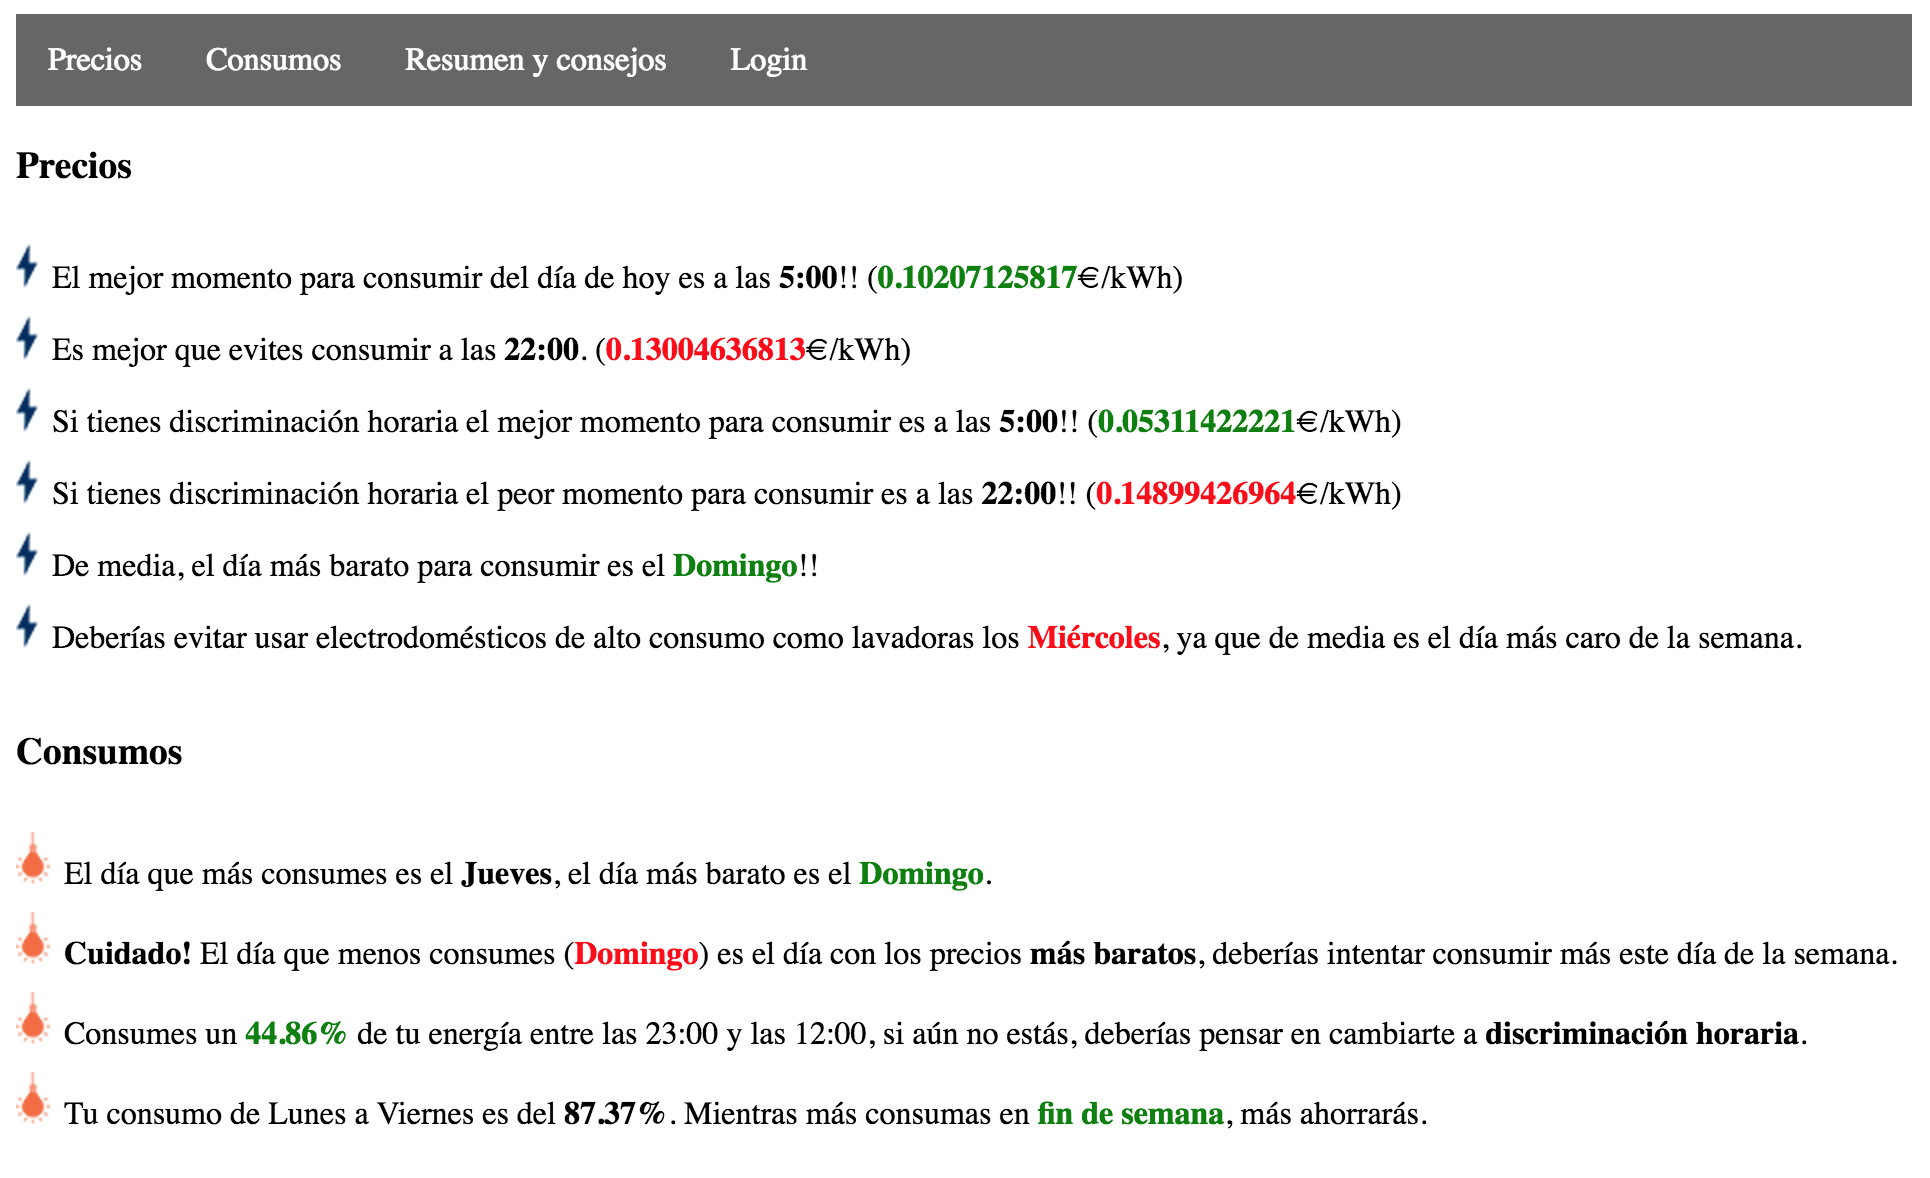 Precios Consumos Resumen y consejos Login
Precios
El mejor momento para consumir del día de hoy es a las 5:00!! (0.10207125817€/kWh)
Es mejor que evites consumir a las 22:00. (0.13004636813€/kWh)
Si tienes discriminación horaria el mejor momento para consumir es a las 5:00!! (0.05311422221€/kWh)
Si tienes discriminación horaria el peor momento para consumir es a las 22:00!! (0.14899426964€/kWh)
De media, el día más barato para consumir es el Domingo!!
Deberías evitar usar electrodomésticos de alto consumo como lavadoras los Miércoles, ya que de media es el día más caro de la semana.
Consumos
El día que más consumes es el Jueves, el día más barato es el Domingo.
Cuidado! El día que menos consumes (Domingo) es el día con los precios más baratos, deberías intentar consumir más este día de la semana.
Consumes un 44.86% de tu energía entre las 23:00 y las 12:00, si aún no estás, deberías pensar en cambiarte a discriminación horaria.
Tu consumo de Lunes a Viernes es del 87.37%. Mientras más consumas en fin de semana, más ahorrarás.